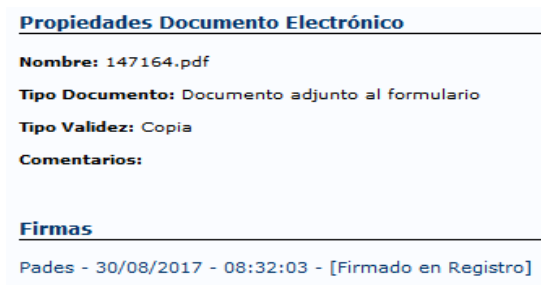 Propiedades Documento Electrónico
Nombre: 147164.pdf
Tipo Documento: Documento adjunto al formulario
Tipo Validez: Copia
Comentarios:
Firmas
Pades - 30/08/2017 - 08:32:03 - [Firmado en Registro]